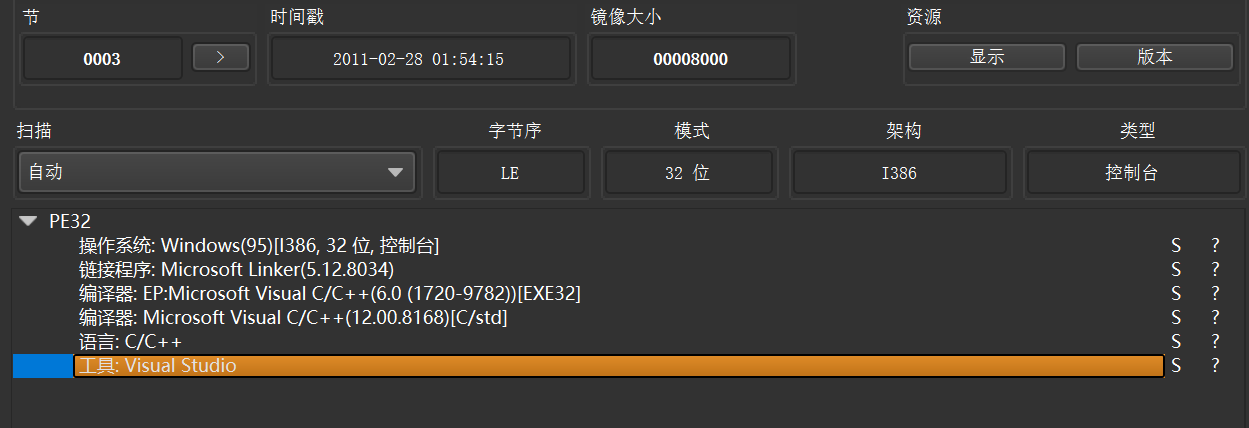 节 时间戳 镜像大小 资源
0003 > 2011-02-28 01:54:15 00008000 显示 版本
扫描 字节序 模式 架构 类型
自动 LE 32 位 I386 控制台
PE32
操作系统: Windows(95)[I386, 32 位, 控制台] S ?
链接程序: Microsoft Linker(5.12.8034) S ?
编译器: EP:Microsoft Visual C/C++(6.0 (1720-9782))[EXE32] S ?
编译器: Microsoft Visual C/C++(12.00.8168)[C/std] S ?
语言: C/C++ S ?
工具: Visual Studio S ?